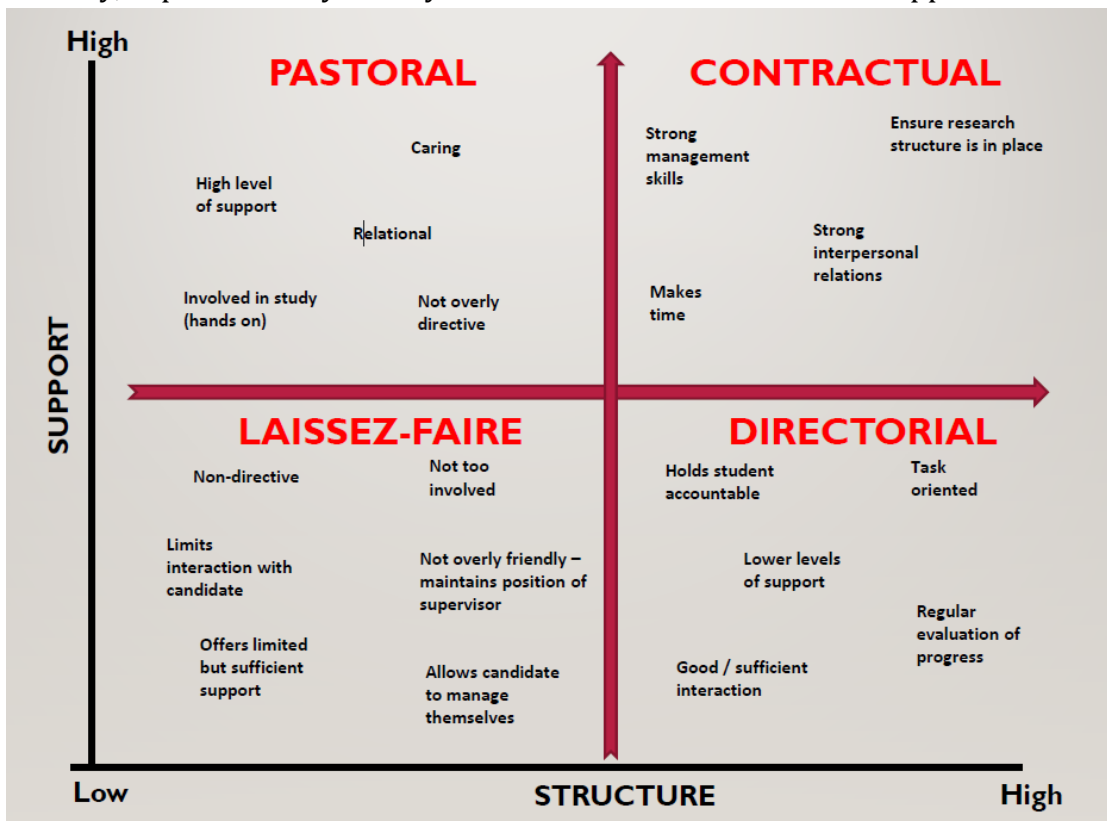 High
PASTORAL
CONTRACTUAL
Caring
High level
of support
Relational
Involved in study
(hands on)
Not overly
directive
Strong
management
skills
Ensure research
structure is in place
Strong
interpersonal
relations
Makes
time
SUPPORT
LAISSEZ-FAIRE
DIRECTORIAL
Non-directive
Not too
involved
Limits
interaction with
candidate
Not overly friendly –
maintains position of
supervisor
Offers limited
but sufficient
support
Allows candidate
to manage
themselves
Holds student
accountable
Task
oriented
Lower levels
of support
Regular
evaluation of
progress
Good / sufficient
interaction
Low
STRUCTURE
High